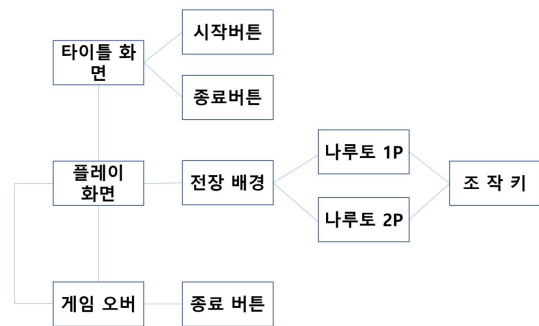 시작버튼
타이틀 화
면
종료버튼
나루토 1P
플레이
화면
전장 배경
조 작 키
나루토 2P
게임 오버
종료 버튼